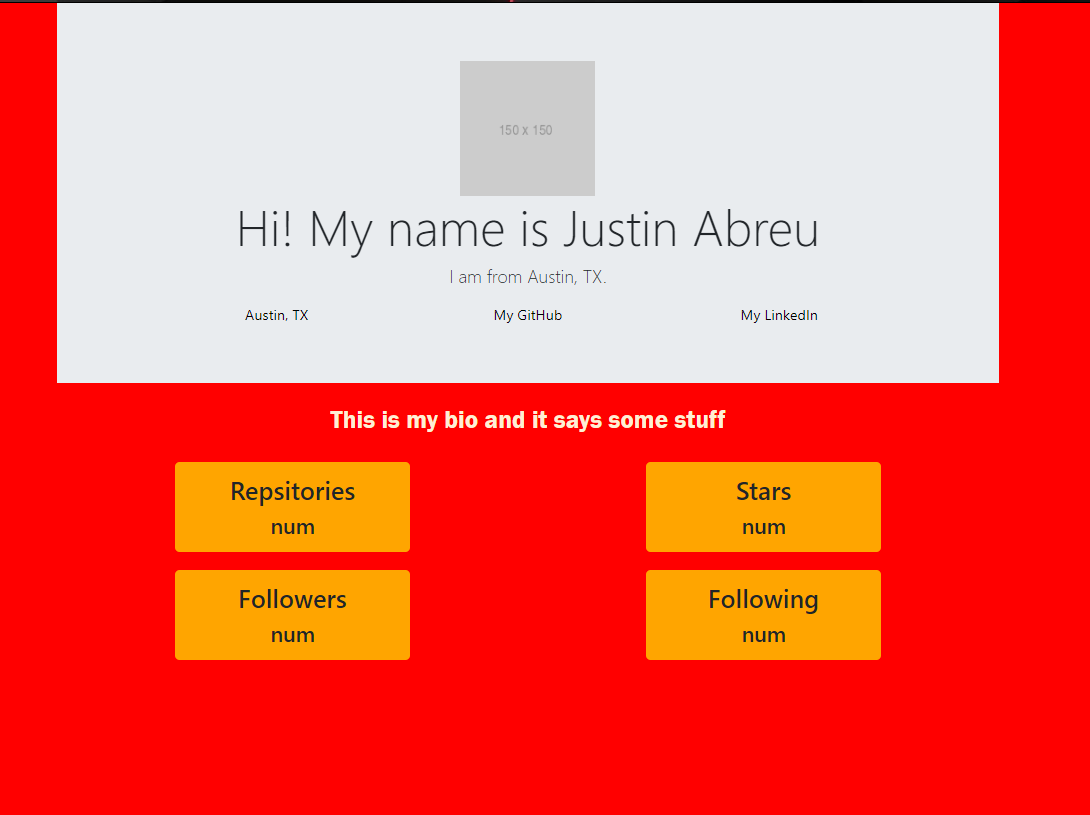 150 x 150
Hi! My name is Justin Abreu
I am from Austin, TX.
Austin, TX My GitHub My LinkedIn
This is my bio and it says some stuff
Repsitories
num
Stars
num
Followers
num
Following
num